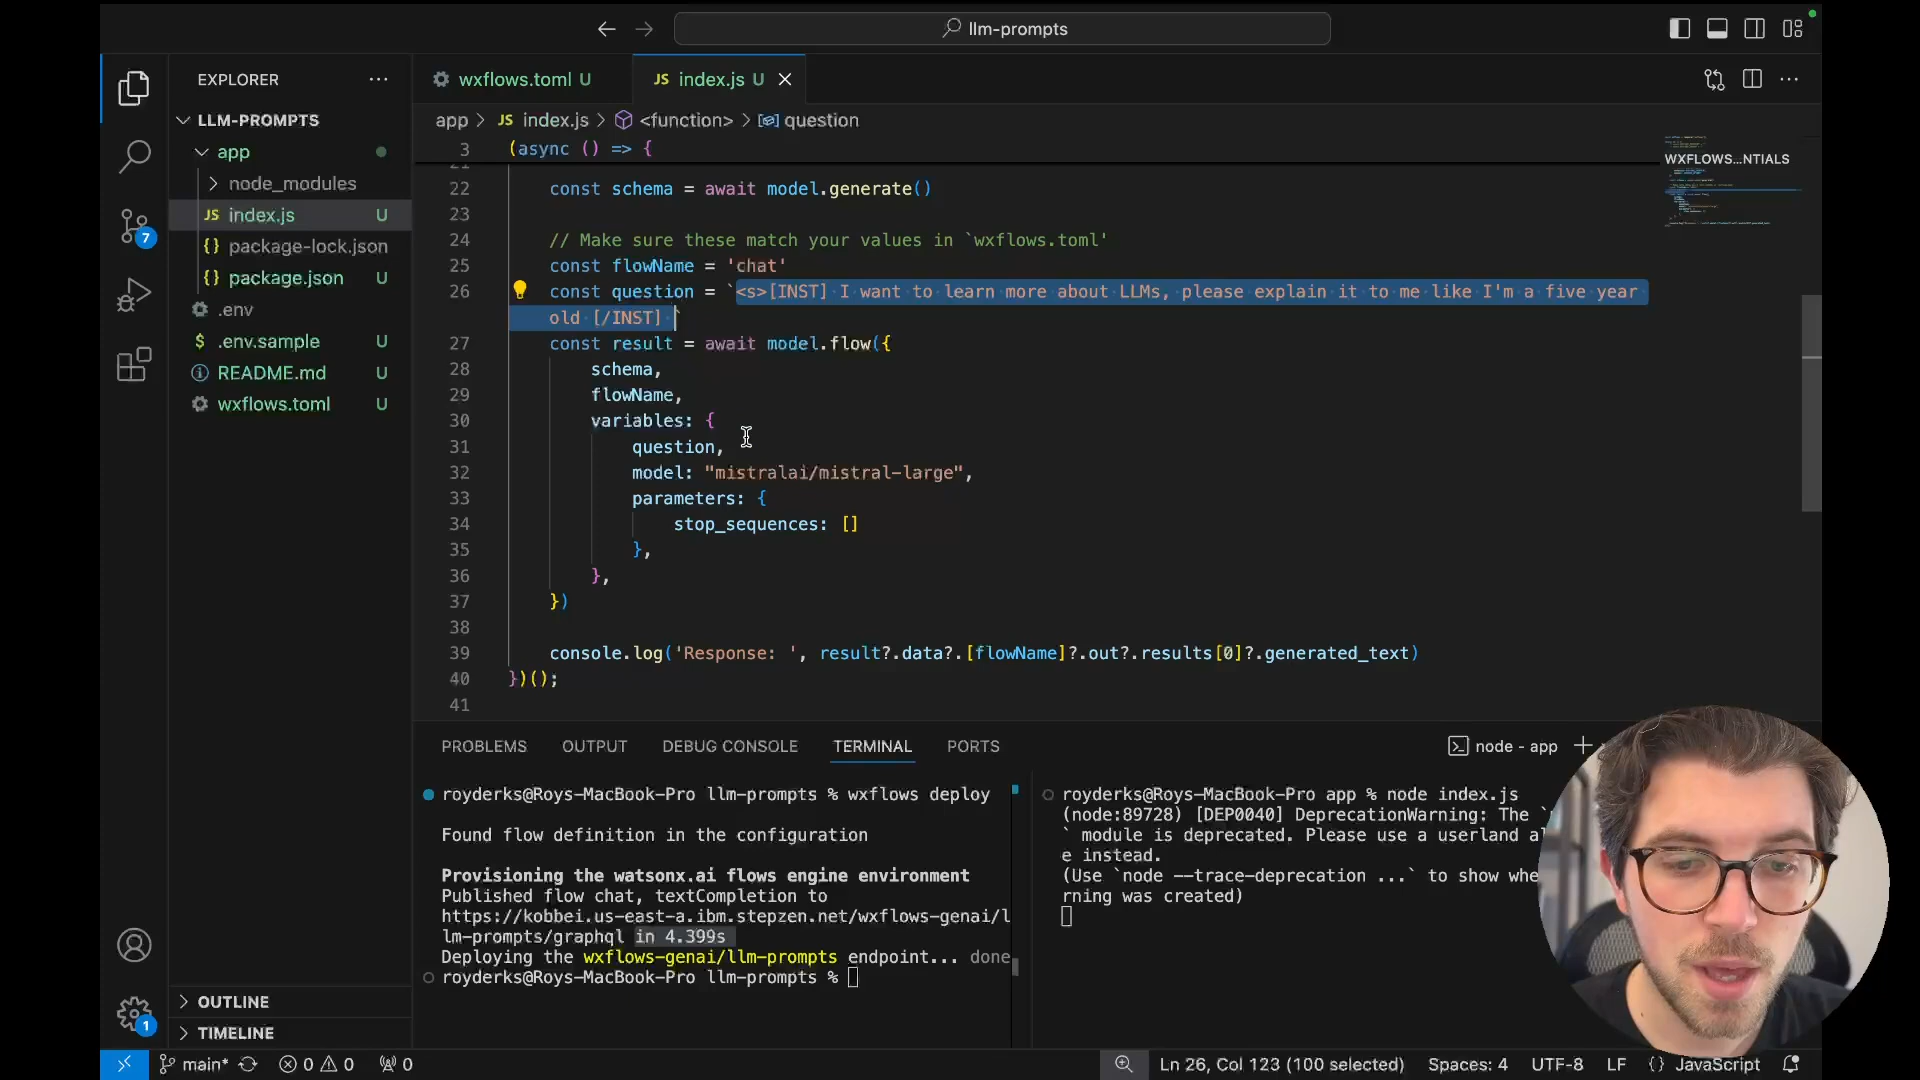 llm-prompts
EXPLORER
LLM-PROMPTS
app
node_modules
JS index.js U
{} package-lock.json
{} package.json U
.env
$ .env.sample U
README.md U
wxflows.toml U
OUTLINE
TIMELINE
7
1
wxflows.toml U
JS index.js U
app > JS index.js > <function> > question
3 (async () => {
21
22 const schema = await model.generate()
23
24 // Make sure these match your values in `wxflows.toml'
25 const flowName = 'chat'
26 const question = `<s>[INST] I want to learn more about LLMs, please explain it to me like I'm a five year
old [/INST] `
27 const result = await model.flow({
28 schema,
29 flowName,
30 variables: {
31 question,
32 model: "mistralai/mistral-large",
33 parameters: {
34 stop_sequences: []
35 },
36 },
37 })
38
39 console.log('Response: ', result?.data?.[flowName]?.out?.results[0]?.generated_text)
40 })();
41
WXFLOWS...NTIALS
PROBLEMS OUTPUT DEBUG CONSOLE TERMINAL PORTS
node - app
royderks@Roys-MacBook-Pro llm-prompts % wxflows deploy
Found flow definition in the configuration
Provisioning the watsonx.ai flows engine environment
Published flow chat, textCompletion to
https://kobbei.us-east-a.ibm.stepzen.net/wxflows-genai/l
lm-prompts/graphql in 4.399s
Deploying the wxflows-genai/llm-prompts endpoint... done
royderks@Roys-MacBook-Pro llm-prompts %
royderks@Roys-MacBook-Pro app % node index.js
(node:89728) [DEP0040] DeprecationWarning: The `
` module is deprecated. Please use a userland al
e instead.
(Use `node --trace-deprecation ...` to show whe
rning was created)
main* 0 0 0
Ln 26, Col 123 (100 selected) Spaces: 4 UTF-8 LF {} JavaScript